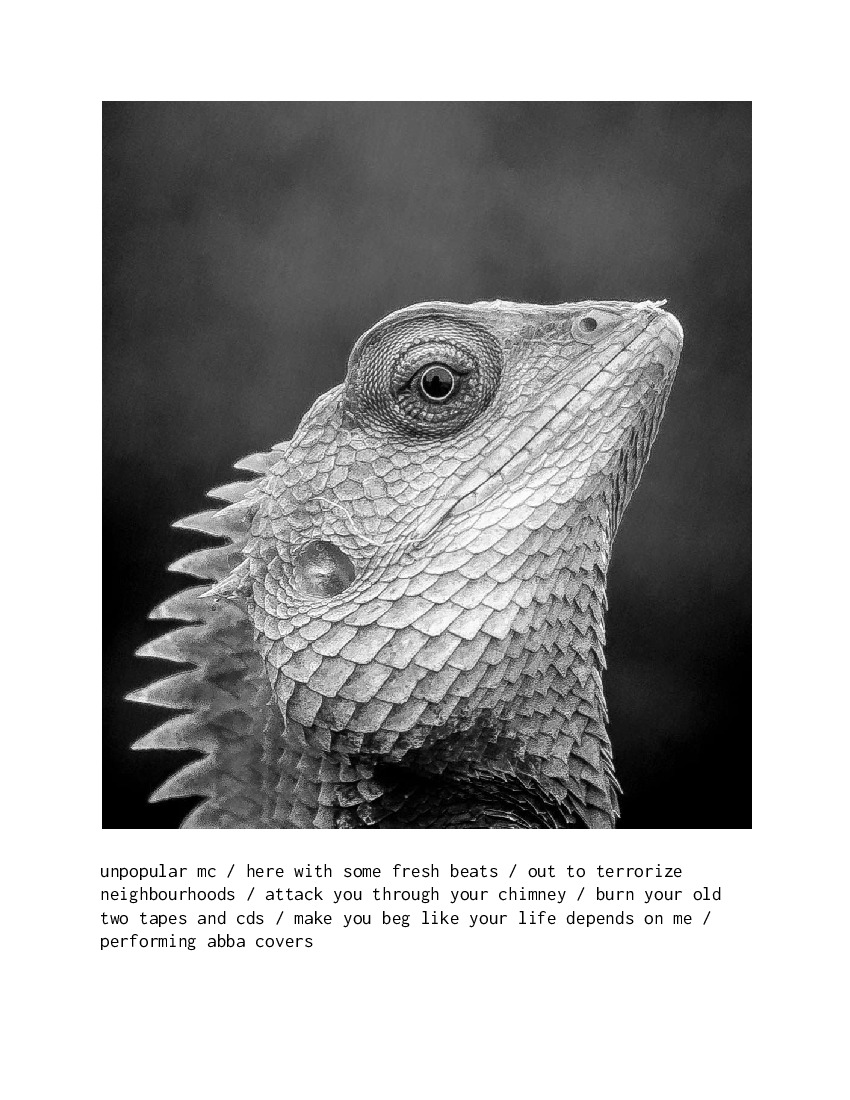 unpopular mc / here with some fresh beats / out to terrorize
neighbourhoods / attack you through your chimney / burn your old
two tapes and cds / make you beg like your life depends on me /
performing abba covers